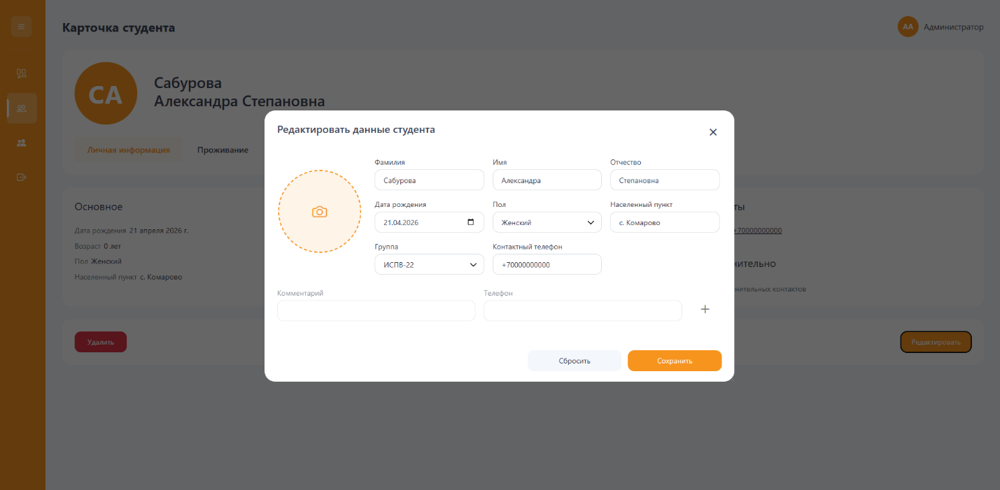 Карточка студента
АА Администратор
СА
Сабурова
Александра Степановна
Личная информация
Проживание
Основное
Дата рождения 21 апреля 2026 г.
Возраст 0 лет
Пол Женский
Населенный пункт с. Комарово
Удалить
Редактировать данные студента
Фамилия Имя Отчество
Сабурова Александра Степановна
Дата рождения Пол Населенный пункт
21.04.2026 Женский с. Комарово
Группа Контактный телефон
ИСПВ-22 +70000000000
Комментарий Телефон
Сбросить Сохранить
ты
+70000000000
нительно
нительных контактов
Редактировать